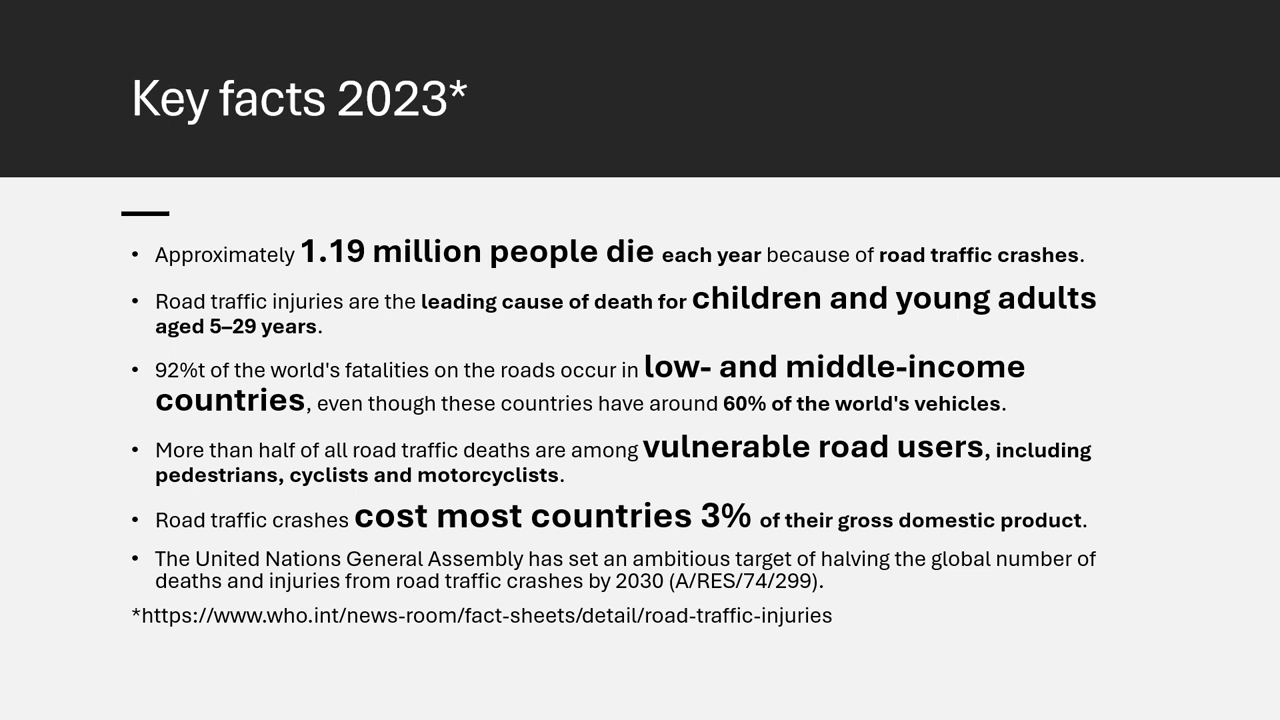 Key facts 2023*
• Approximately 1.19 million people die each year because of road traffic crashes.
• Road traffic injuries are the leading cause of death for children and young adults
aged 5–29 years.
• 92%t of the world's fatalities on the roads occur in low- and middle-income
countries, even though these countries have around 60% of the world's vehicles.
• More than half of all road traffic deaths are among vulnerable road users, including
pedestrians, cyclists and motorcyclists.
• Road traffic crashes cost most countries 3% of their gross domestic product.
• The United Nations General Assembly has set an ambitious target of halving the global number of
deaths and injuries from road traffic crashes by 2030 (A/RES/74/299).
*https://www.who.int/news-room/fact-sheets/detail/road-traffic-injuries